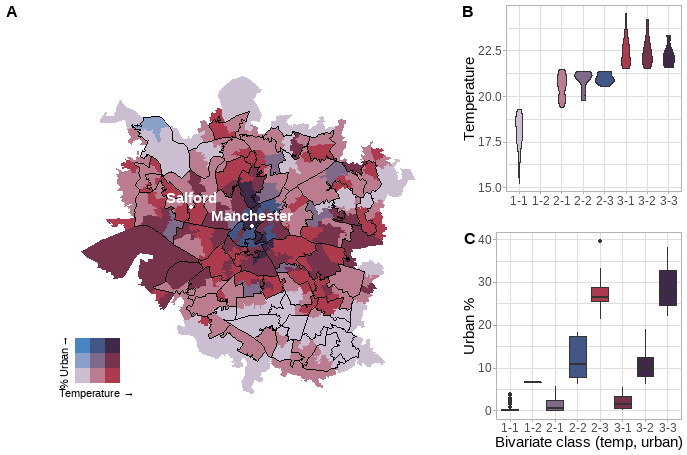 A
Salford
Manchester
% Urban →
Temperature →
B
Temperature
22.5
20.0
17.5
15.0
1-1 1-2 2-1 2-2 2-3 3-1 3-2 3-3
C
Urban %
40
30
20
10
0
1-1 1-2 2-1 2-2 2-3 3-1 3-2 3-3
Bivariate class (temp, urban)